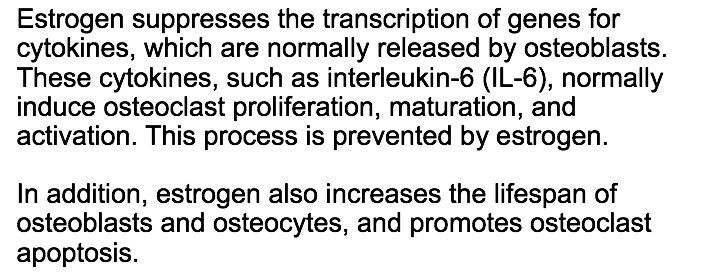 Estrogen suppresses the transcription of genes for
cytokines, which are normally released by osteoblasts.
These cytokines, such as interleukin-6 (IL-6), normally
induce osteoclast proliferation, maturation, and
activation. This process is prevented by estrogen.
In addition, estrogen also increases the lifespan of
osteoblasts and osteocytes, and promotes osteoclast
apoptosis.